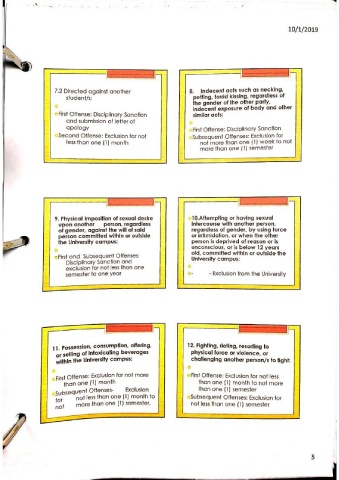 10/1/2019
7.2 Directed against another
student/s:
First Offense: Disciplinary Sanction
and submission of letter of
apology
Second Offense: Exclusion for not
less than one (1) month
8. Indecent acts such as necking,
petting, torrid kissing, regardless of
the gender of the other party,
indecent exposure of body and other
similar acts:
First Offense: Disciplinary Sanction
Subsequent Offenses: Exclusion for
not more than one (1) week to not
more than one (1) semester
9. Physical imposition of sexual desire
upon another person, regardless
of gender, against the will of said
person committed within or outside
the University campus:
First and Subsequent Offenses:
Disciplinary Sanction and
exclusion for not less than one
semester to one year
10.Attempting or having sexual
intercourse with another person,
regardless of gender, by using force
or intimidation, or when the other
person is deprived of reason or is
unconscious, or is below 12 years
old, committed within or outside the
University campus:
- - Exclusion from the University
11. Possession, consumption, offering,
or selling of intoxicating beverages
within the University campus:
First Offense: Exclusion for not more
than one (1) month
Subsequent Offenses- Exclusion
for not less than one (1) month to
not more than one (1) semester.
12. Fighting, rioting, resorting to
physical force or violence, or
challenging another person/s to fight:
First Offense: Exclusion for not less
than one (1) month to not more
than one (1) semester
Subsequent Offenses: Exclusion for
not less than one (1) semester
5